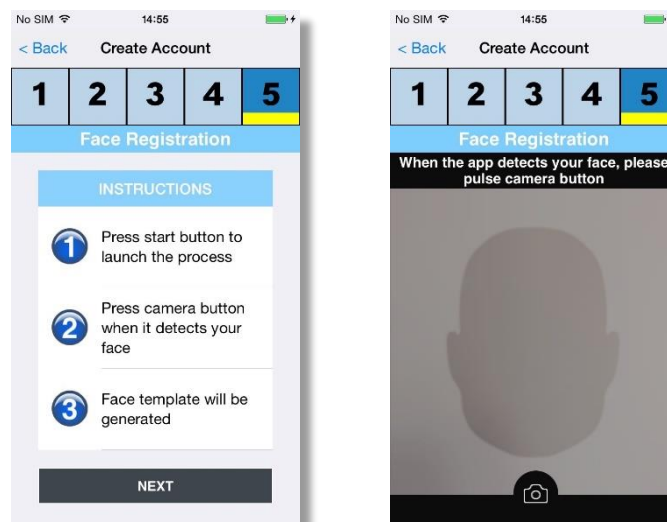 No SIM 14:55
< Back Create Account
1 2 3 4 5
Face Registration
INSTRUCTIONS
1 Press start button to
launch the process
2 Press camera button
when it detects your
face
3 Face template will be
generated
NEXT
No SIM 14:55
< Back Create Account
1 2 3 4 5
Face Registration
When the app detects your face, please
pulse camera button